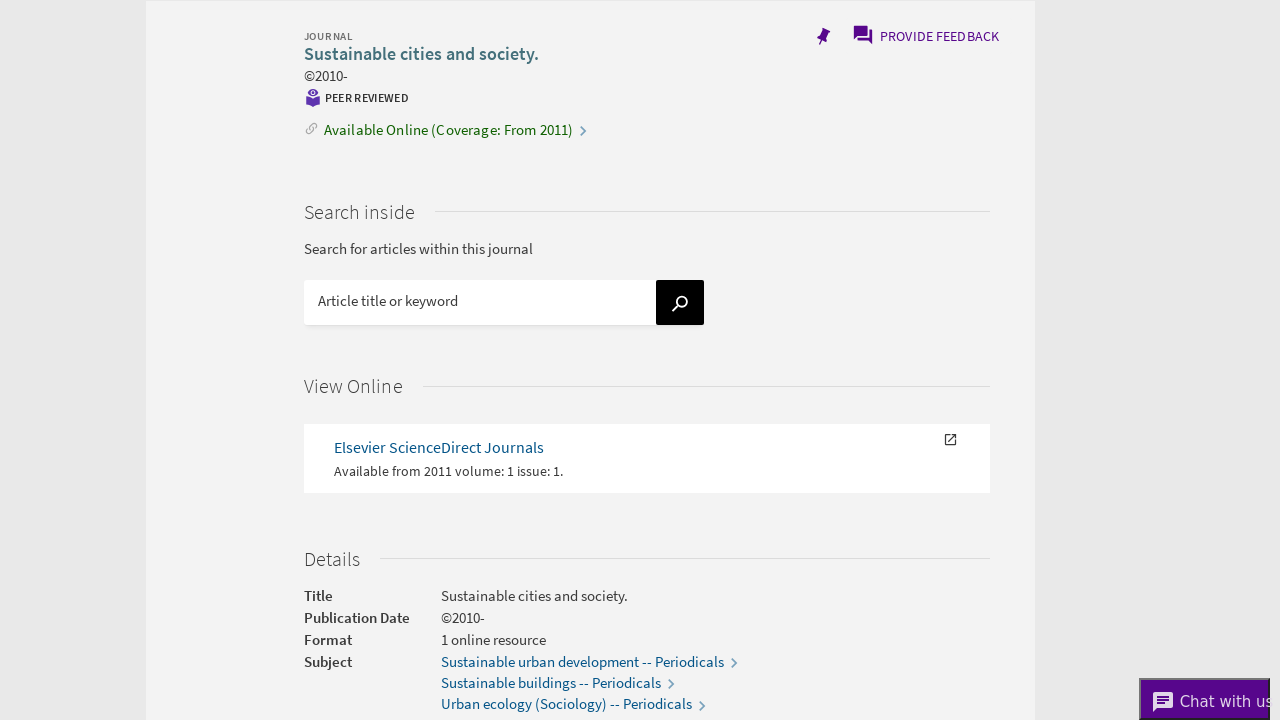 JOURNAL
Sustainable cities and society.
PROVIDE FEEDBACK
©2010-
PEER REVIEWED
Available Online (Coverage: From 2011)
Search inside
Search for articles within this journal
Article title or keyword
View Online
Elsevier ScienceDirect Journals
Available from 2011 volume: 1 issue: 1.
Details
Title Sustainable cities and society.
Publication Date ©2010-
Format 1 online resource
Subject Sustainable urban development -- Periodicals
Sustainable buildings -- Periodicals
Urban ecology (Sociology) -- Periodicals
Chat with us